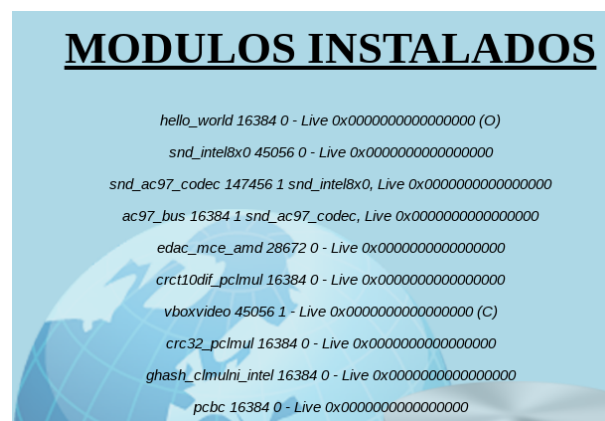 MODULOS INSTALADOS
hello_world 16384 0 - Live 0x0000000000000000 (O)
snd_intel8x0 45056 0 - Live 0x0000000000000000
snd_ac97_codec 147456 1 snd_intel8x0, Live 0x0000000000000000
ac97_bus 16384 1 snd_ac97_codec, Live 0x0000000000000000
edac_mce_amd 28672 0 - Live 0x0000000000000000
crct10dif_pclmul 16384 0 - Live 0x0000000000000000
vboxvideo 45056 1 - Live 0x0000000000000000 (C)
crc32_pclmul 16384 0 - Live 0x0000000000000000
ghash_clmulni_intel 16384 0 - Live 0x0000000000000000
pcbc 16384 0 - Live 0x0000000000000000